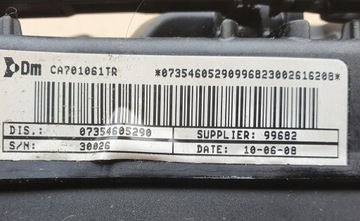 Dm CA701061TR *07354605290996823002616208*
DIS.: 07354605290 SUPPLIER: 99682
S/N: 30026 DATE: 10-06-08